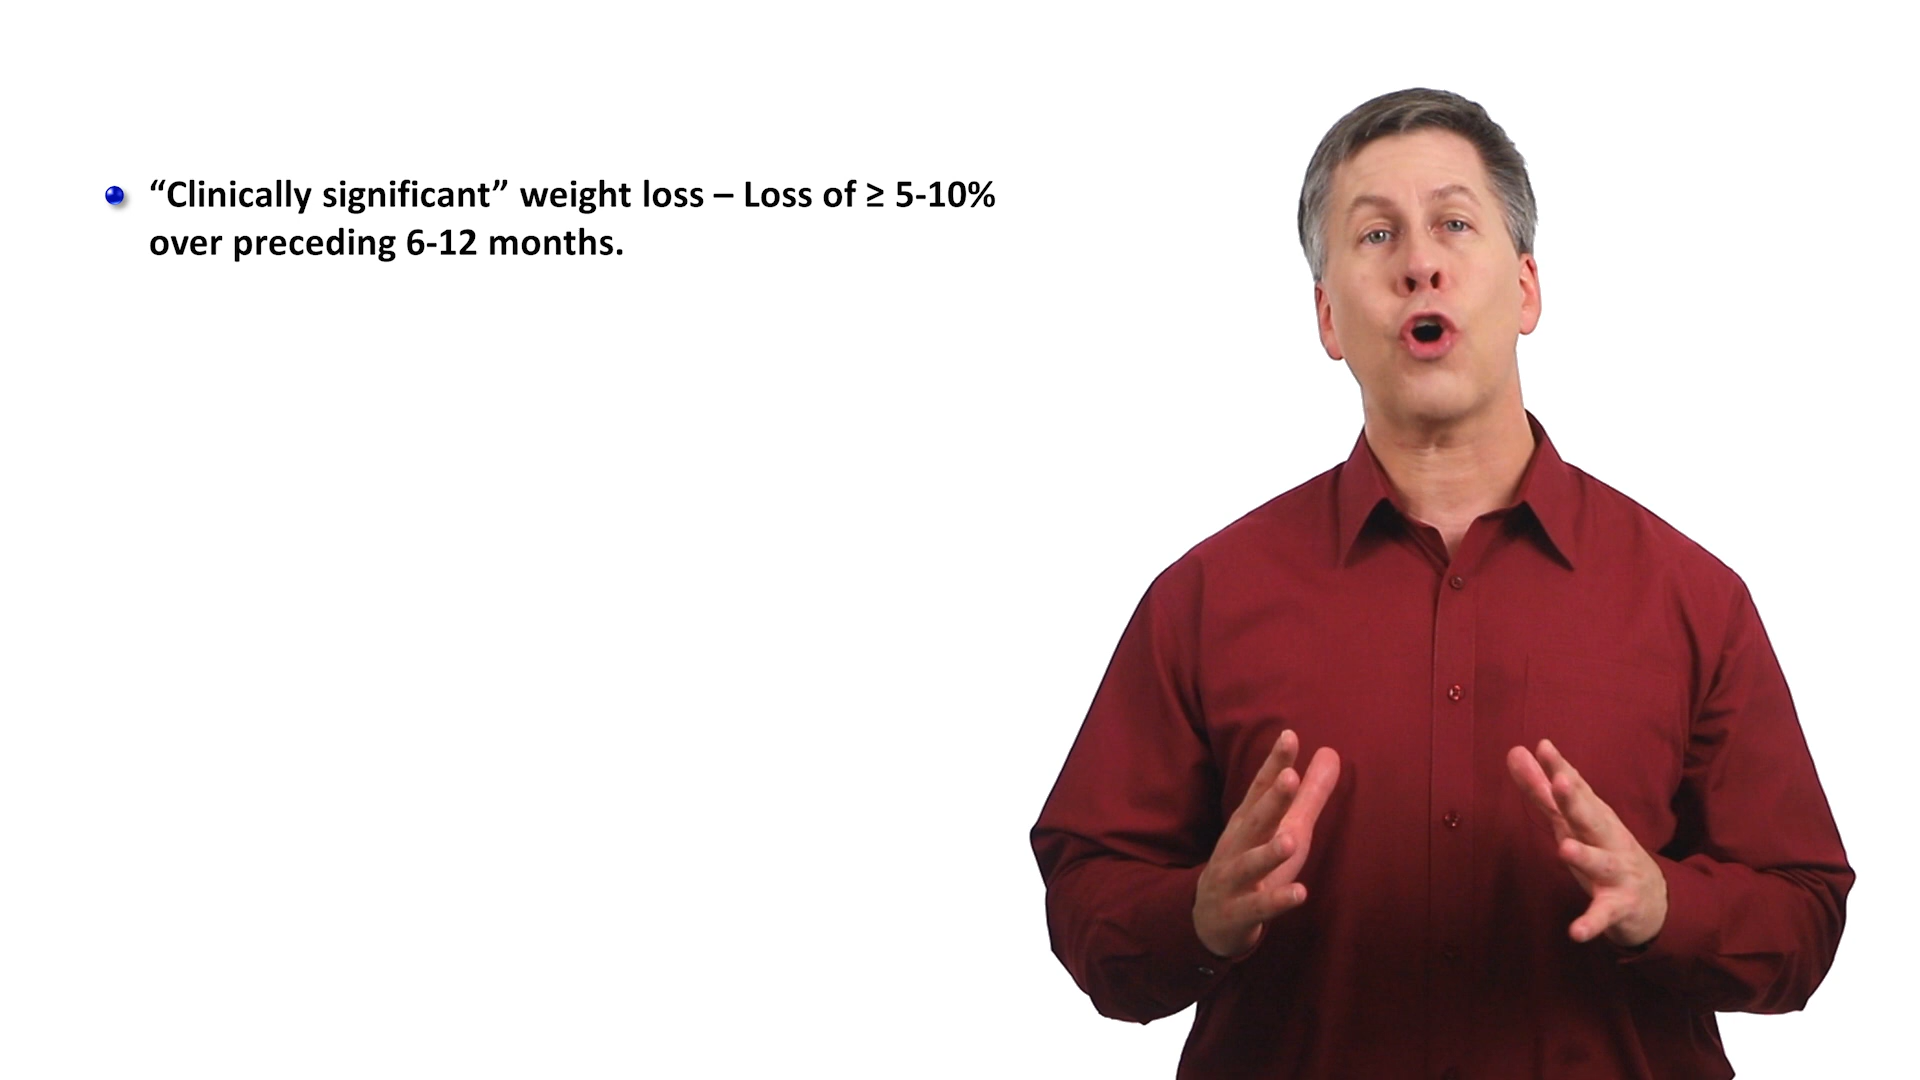 “Clinically significant” weight loss – Loss of ≥ 5-10%
over preceding 6-12 months.